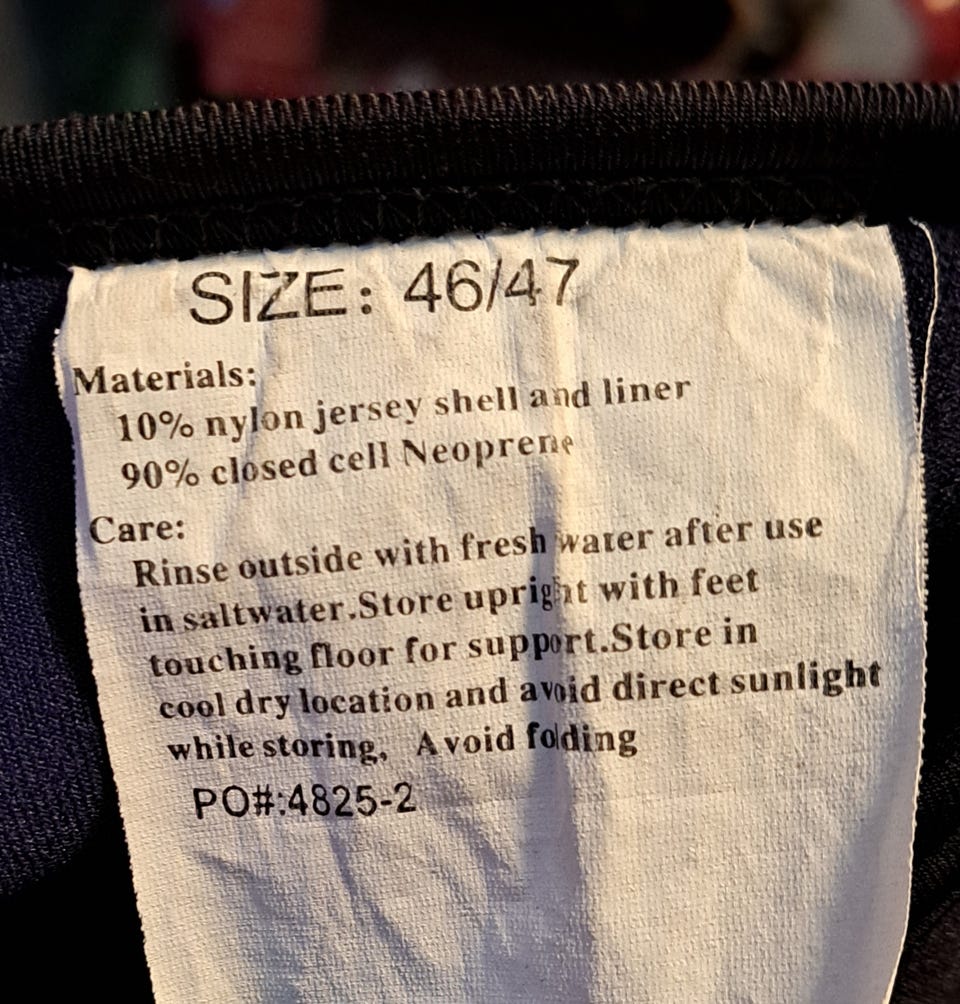 SIZE: 46/47
Materials:
10% nylon jersey shell and liner
90% closed cell Neoprene
Care:
Rinse outside with fresh water after use
in saltwater.Store upright with feet
touching floor for support.Store in
cool dry location and avoid direct sunlight
while storing, Avoid folding
PO#:4825-2